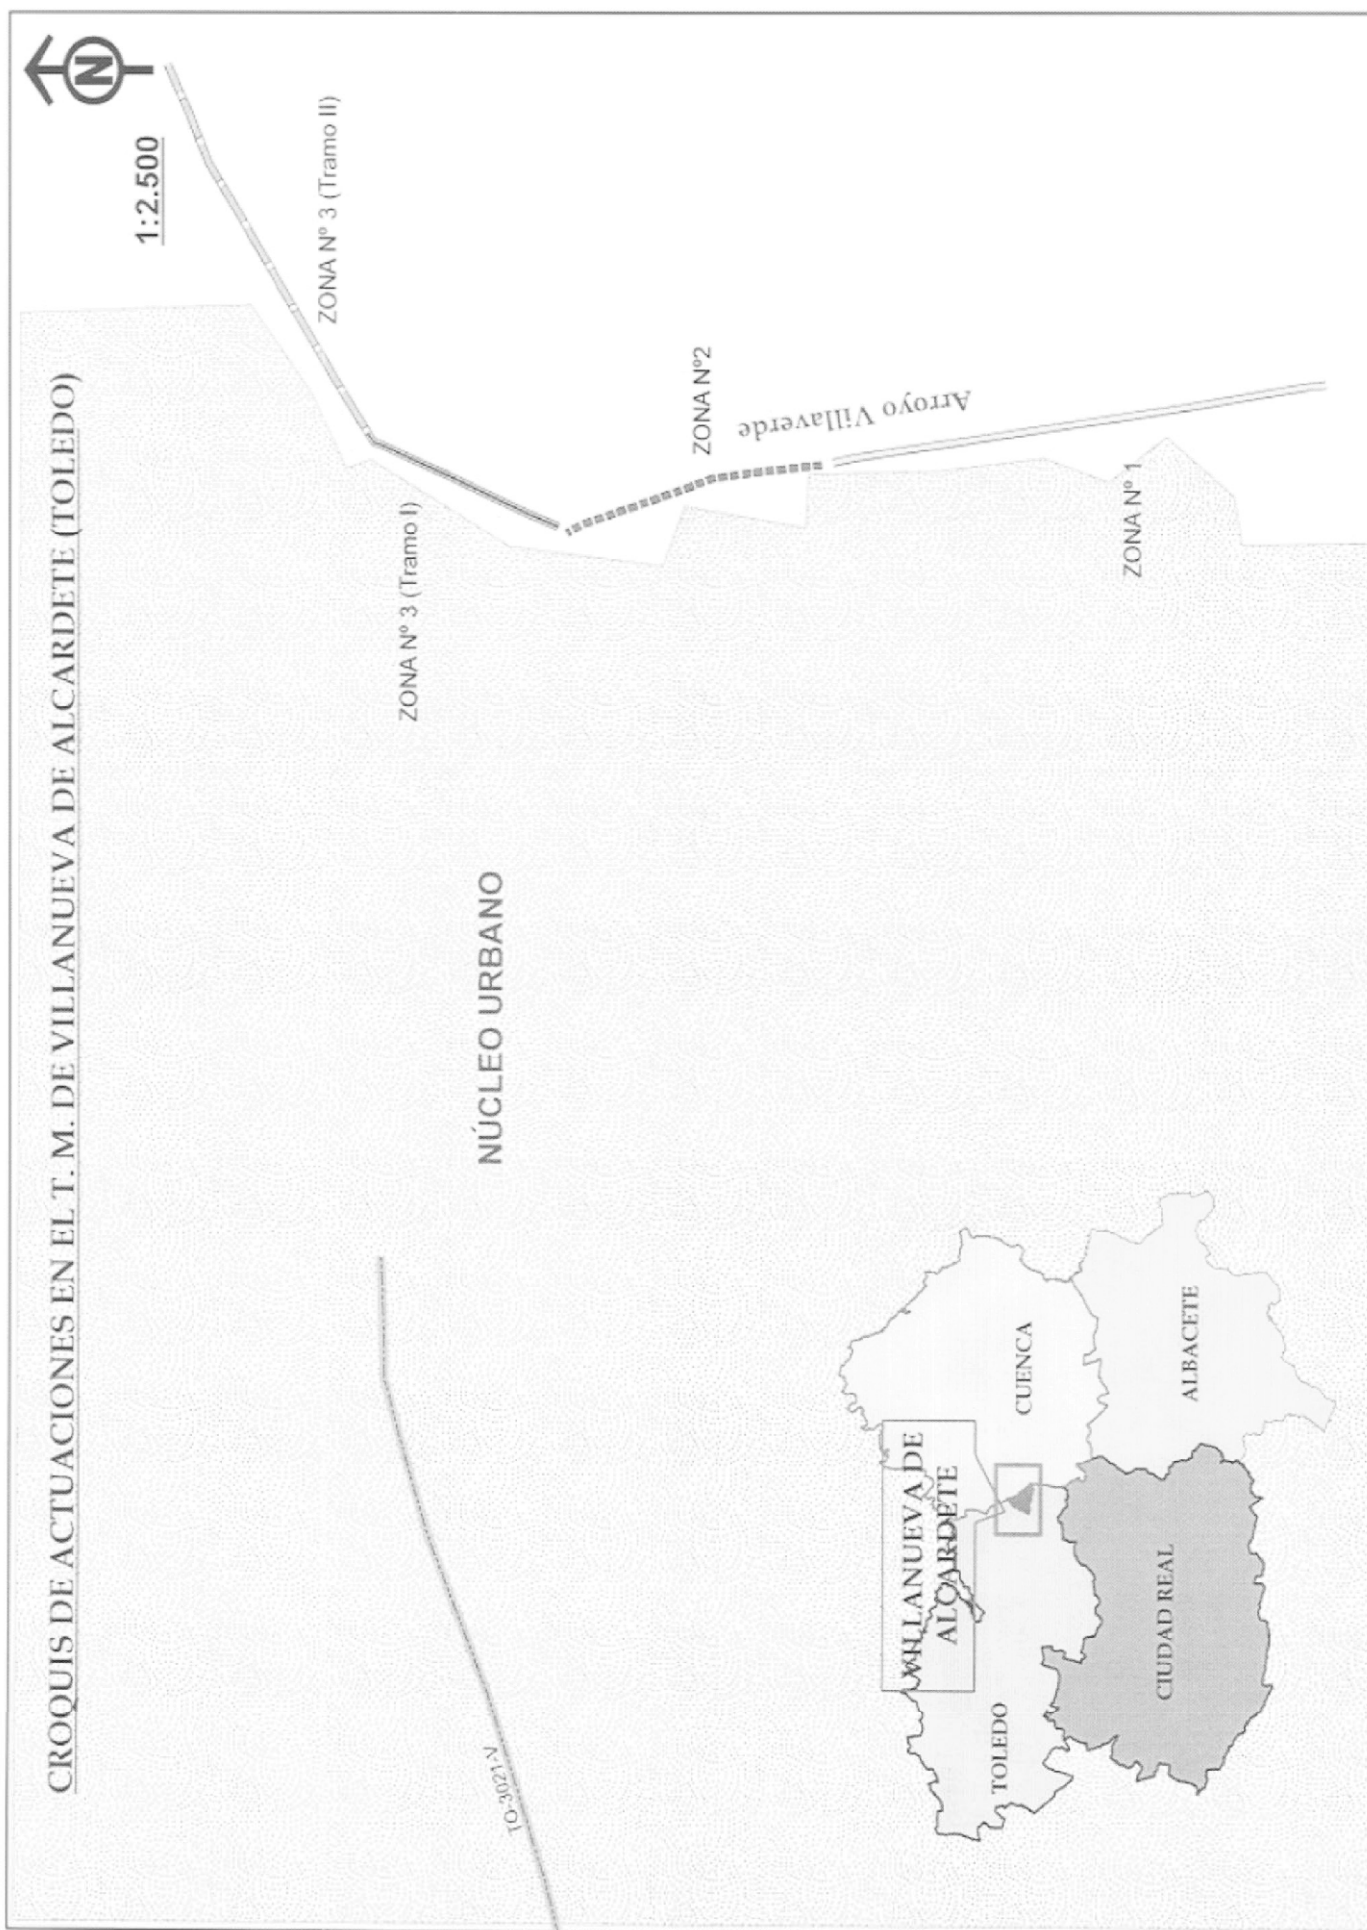 CROQUIS DE ACTUACIONES EN EL T. M. DE VILLANUEVA DE ALCARDETE (TOLEDO)
N
1:2.500
ZONA Nº 3 (Tramo II)
ZONA Nº 3 (Tramo I)
NÚCLEO URBANO
TO-3021-V
ZONA Nº2
Arroyo Villaverde
ZONA Nº 1
VILLANUEVA DE
ALCARDETE
TOLEDO
CUENCA
CIUDAD REAL
ALBACETE